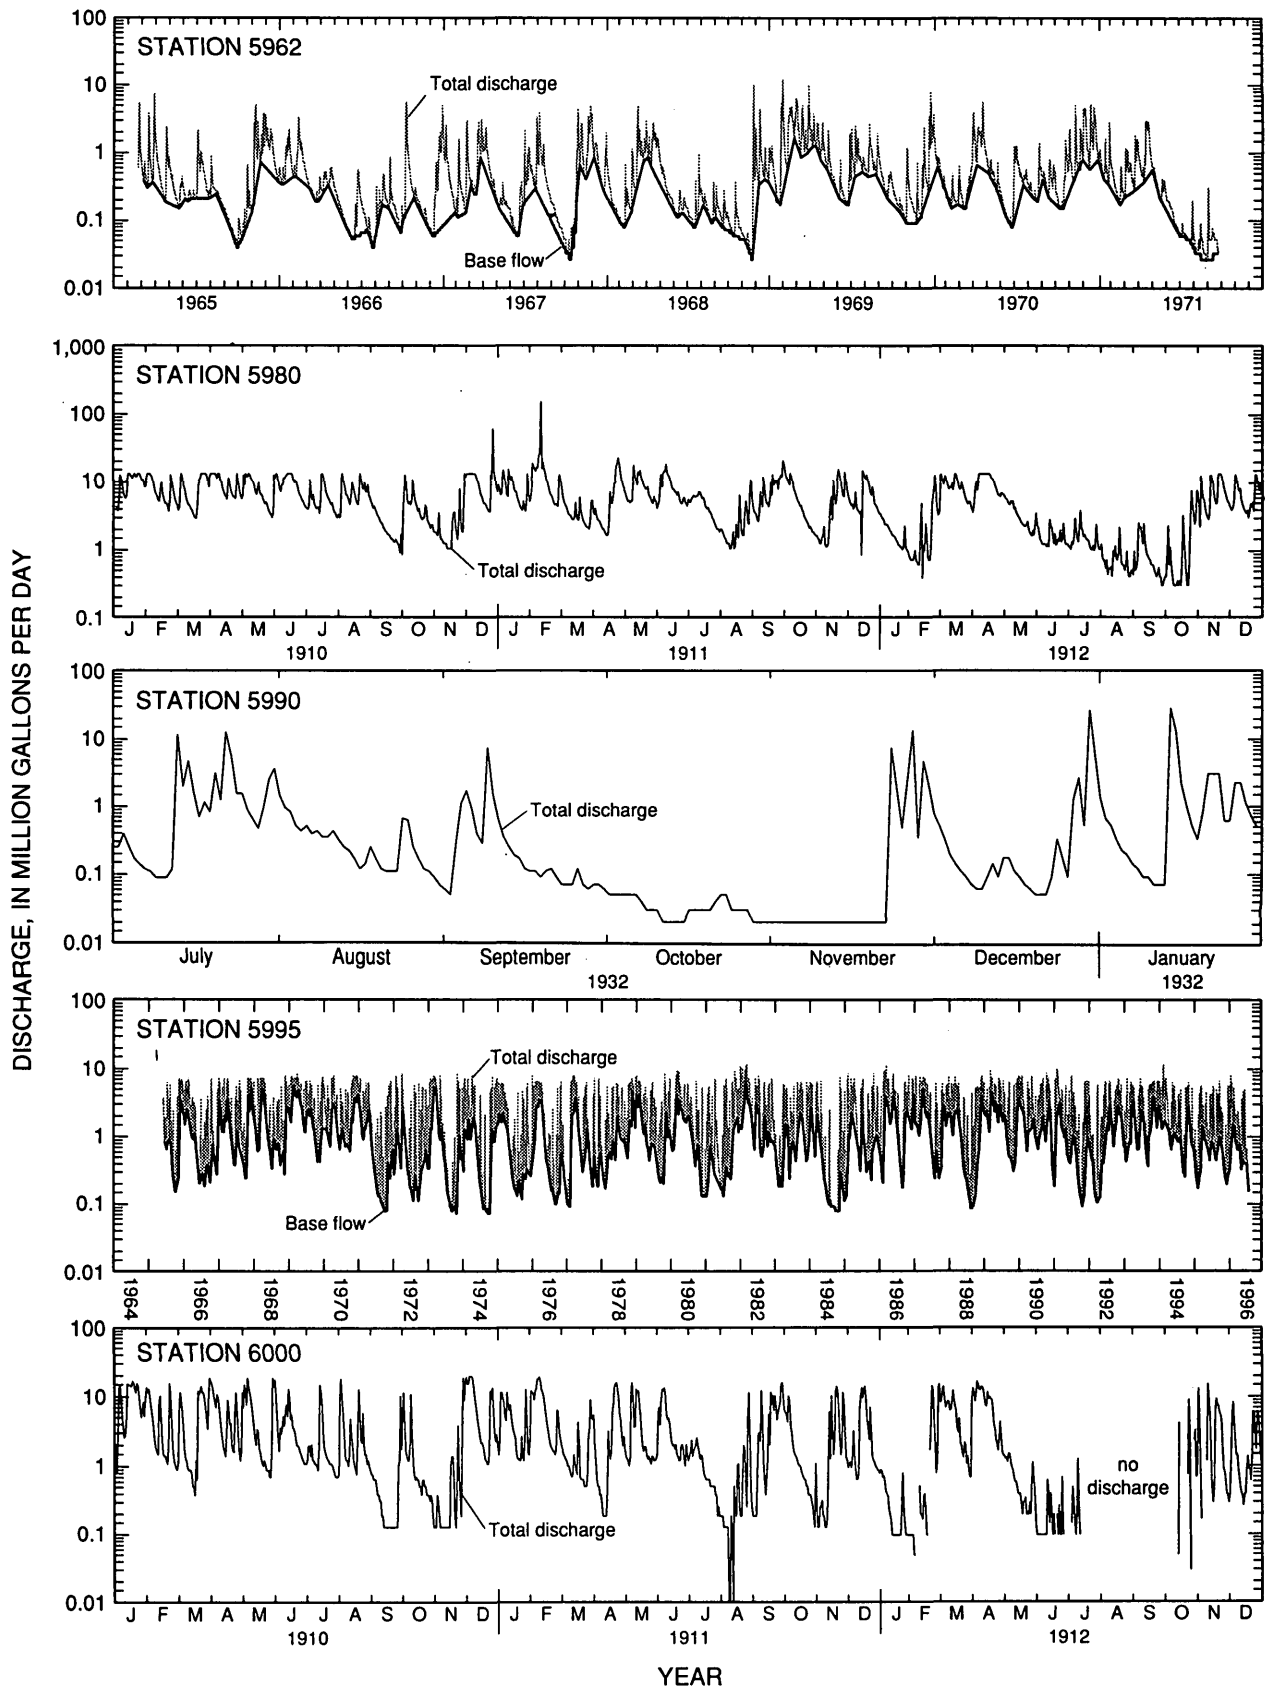 DISCHARGE, IN MILLION GALLONS PER DAY
100
STATION 5962
Total discharge
10
1
0.1
Base flow
0.01
1965 1966 1967 1968 1969 1970 1971
1,000
STATION 5980
100
10
1
Total discharge
0.1
J F M A M J J A S O N D J F M A M J J A S O N D J F M A M J J A S O N D
1910 1911 1912
100
STATION 5990
10
1
Total discharge
0.1
0.01
July August September October November December January
1932 1932
100
STATION 5995
Total discharge
10
1
0.1
Base flow
0.01
1964 1966 1968 1970 1972 1974 1976 1978 1980 1982 1984 1986 1988 1990 1992 1994 1996
100
STATION 6000
10
1
no
discharge
0.1
Total discharge
0.01
J F M A M J J A S O N D J F M A M J J A S O N D J F M A M J J A S O N D
1910 1911 1912
YEAR